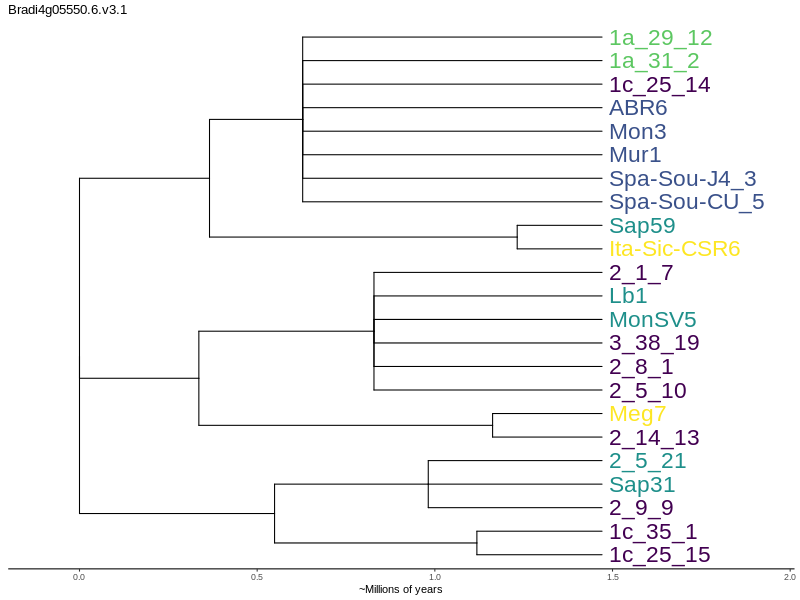 Bradi4g05550.6.v3.1
1a_29_12
1a_31_2
1c_25_14
ABR6
Mon3
Mur1
Spa-Sou-J4_3
Spa-Sou-CU_5
Sap59
Ita-Sic-CSR6
2_1_7
Lb1
MonSV5
3_38_19
2_8_1
2_5_10
Meg7
2_14_13
2_5_21
Sap31
2_9_9
1c_35_1
1c_25_15
0.0 0.5 1.0 1.5 2.0
~Millions of years